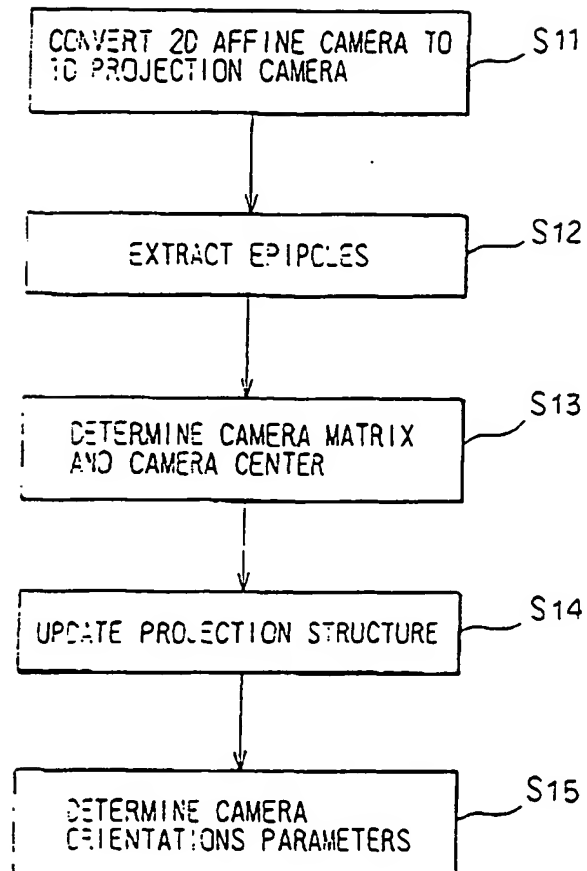 CONVERT 2D AFFINE CAMERA TO
1D PROJECTION CAMERA
S11
EXTRACT EPIPOLES
S12
DETERMINE CAMERA MATRIX
AND CAMERA CENTER
S13
UPDATE PROJECTION STRUCTURE
S14
DETERMINE CAMERA
ORIENTATIONS PARAMETERS
S15